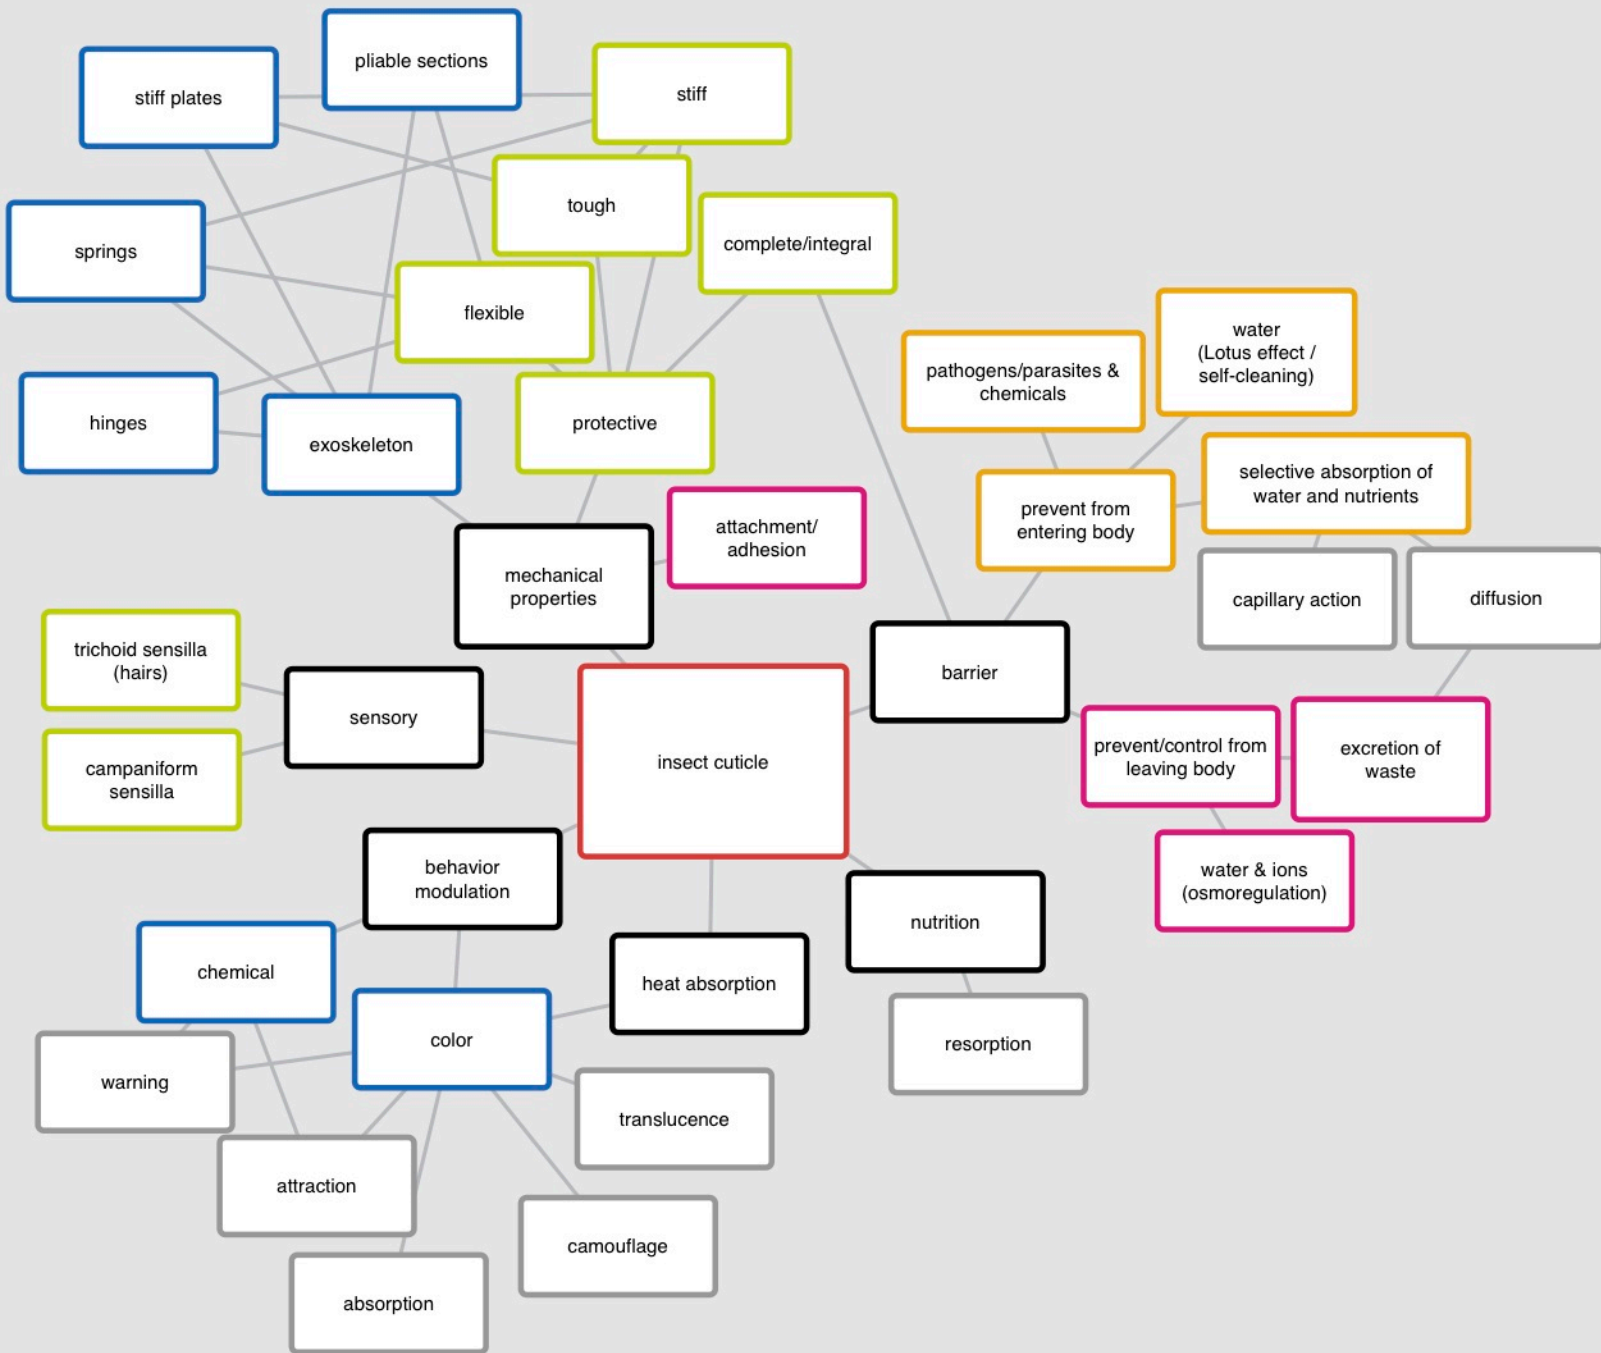 pliable sections
stiff plates
stiff
tough
complete/integral
springs
flexible
water
(Lotus effect /
self-cleaning)
pathogens/parasites &
chemicals
hinges
exoskeleton
protective
selective absorption of
water and nutrients
prevent from
entering body
attachment/
adhesion
mechanical
properties
capillary action
diffusion
trichoid sensilla
(hairs)
sensory
barrier
insect cuticle
prevent/control from
leaving body
excretion of
waste
campaniform
sensilla
behavior
modulation
water & ions
(osmoregulation)
nutrition
chemical
heat absorption
color
resorption
warning
translucence
attraction
camouflage
absorption